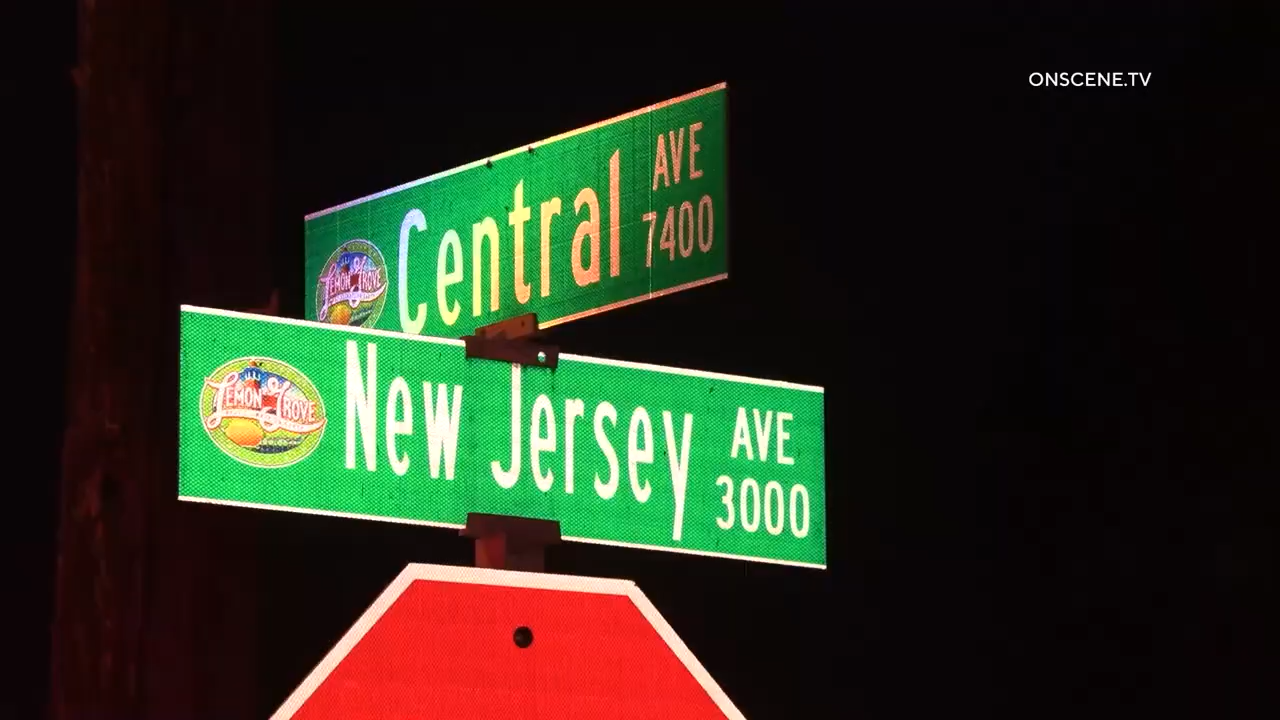 ONSCENE.TV
Central AVE
7400
LEMON GROVE
New Jersey AVE
3000
LEMON GROVE